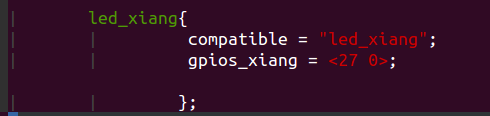 led_xiang{
compatible = "led_xiang";
gpios_xiang = <27 0>;
};